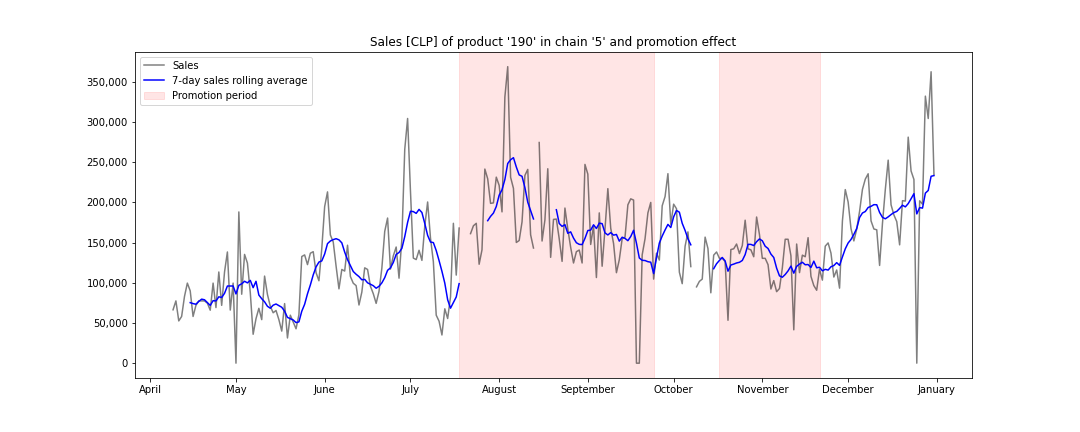 Sales [CLP] of product '190' in chain '5' and promotion effect
Sales
7-day sales rolling average
Promotion period
350,000
300,000
250,000
200,000
150,000
100,000
50,000
0
April May June July August September October November December January